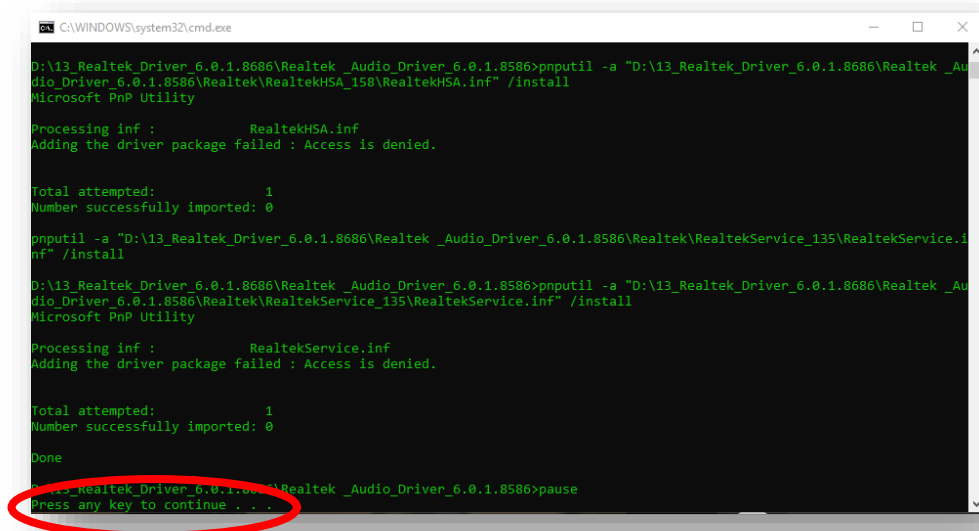 C:\WINDOWS\system32\cmd.exe
D:\13_Realtek_Driver_6.0.1.8686\Realtek _Audio_Driver_6.0.1.8586>pnputil -a "D:\13_Realtek_Driver_6.0.1.8686\Realtek _Au
dio_Driver_6.0.1.8586\Realtek\RealtekHSA_158\RealtekHSA.inf" /install
Microsoft PnP Utility
Processing inf : RealtekHSA.inf
Adding the driver package failed : Access is denied.
Total attempted: 1
Number successfully imported: 0
pnputil -a "D:\13_Realtek_Driver_6.0.1.8686\Realtek _Audio_Driver_6.0.1.8586\Realtek\RealtekService_135\RealtekService.i
nf" /install
D:\13_Realtek_Driver_6.0.1.8686\Realtek _Audio_Driver_6.0.1.8586>pnputil -a "D:\13_Realtek_Driver_6.0.1.8686\Realtek _Au
dio_Driver_6.0.1.8586\Realtek\RealtekService_135\RealtekService.inf" /install
Microsoft PnP Utility
Processing inf : RealtekService.inf
Adding the driver package failed : Access is denied.
Total attempted: 1
Number successfully imported: 0
Done
D:\13_Realtek_Driver_6.0.1.8686\Realtek _Audio_Driver_6.0.1.8586>pause
Press any key to continue . . .